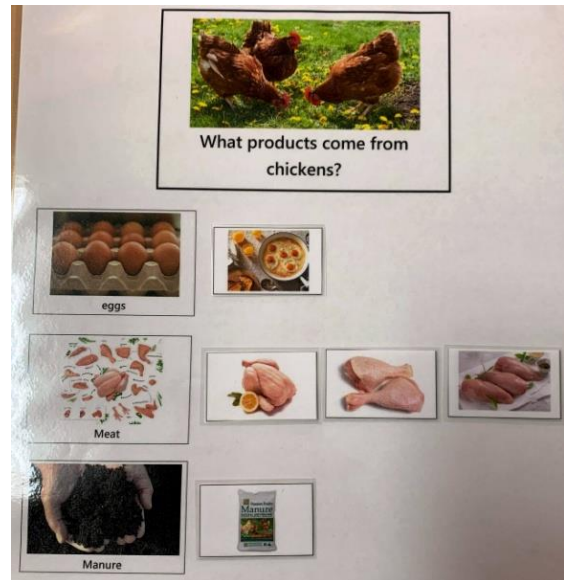 What products come from
chickens?
eggs
Meat
Manure
Manure